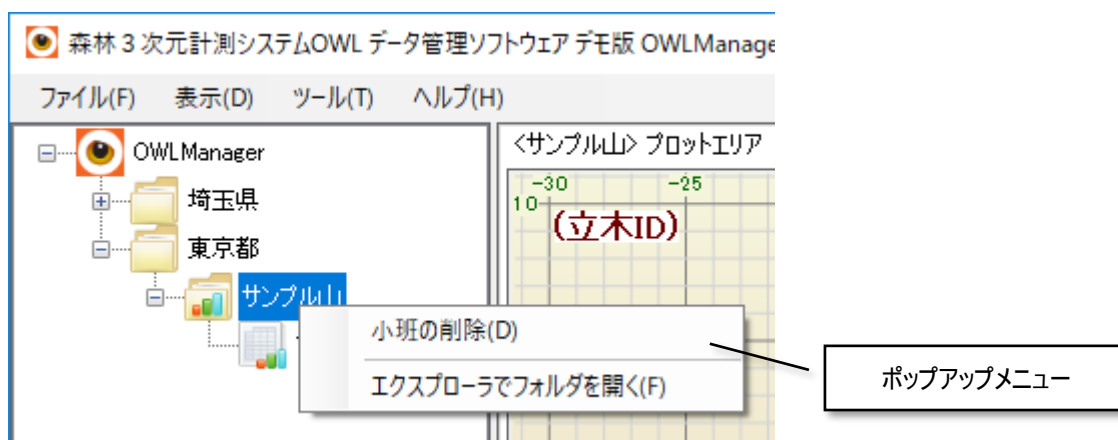 森林３次元計測システムOWL データ管理ソフトウェア デモ版 OWLManage
ファイル(F) 表示(D) ツール(T) ヘルプ(H)
OWLManager
埼玉県
東京都
サンプル山
小班の削除(D)
エクスプローラでフォルダを開く(F)
<サンプル山> プロットエリア
-30 -25
10
(立木ID)
ポップアップメニュー